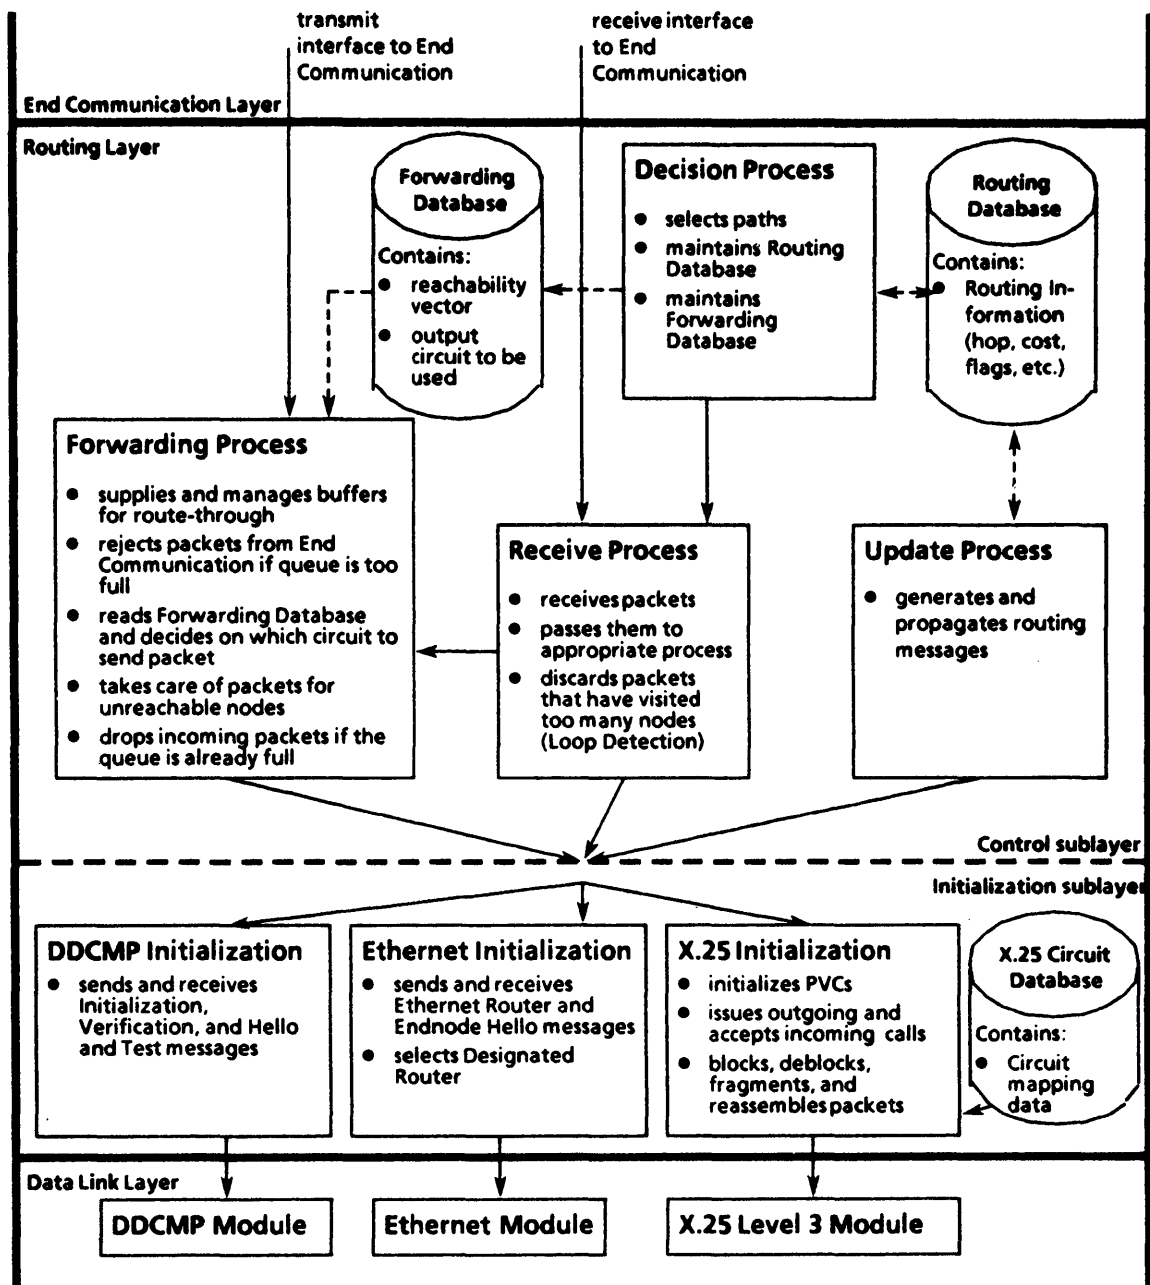 transmit
interface to End
Communication
receive interface
to End
Communication
End Communication Layer
Routing Layer
Forwarding
Database
Contains:
● reachability
vector
● output
circuit to be
used
Decision Process
● selects paths
● maintains Routing
Database
● maintains
Forwarding
Database
Routing
Database
Contains:
● Routing In-
formation
(hop, cost,
flags, etc.)
Forwarding Process
● supplies and manages buffers
for route-through
● rejects packets from End
Communication if queue is too
full
● reads Forwarding Database
and decides on which circuit to
send packet
● takes care of packets for
unreachable nodes
● drops incoming packets if the
queue is already full
Receive Process
● receives packets
● passes them to
appropriate process
● discards packets
that have visited
too many nodes
(Loop Detection)
Update Process
● generates and
propagates routing
messages
Control sublayer
Initialization sublayer
DDCMP Initialization
● sends and receives
Initialization,
Verification, and Hello
and Test messages
Ethernet Initialization
● sends and receives
Ethernet Router and
Endnode Hello messages
● selects Designated
Router
X.25 Initialization
● initializes PVCs
● issues outgoing and
accepts incoming calls
● blocks, deblocks,
fragments, and
reassembles packets
X.25 Circuit
Database
Contains:
● Circuit
mapping
data
Data Link Layer
DDCMP Module
Ethernet Module
X.25 Level 3 Module